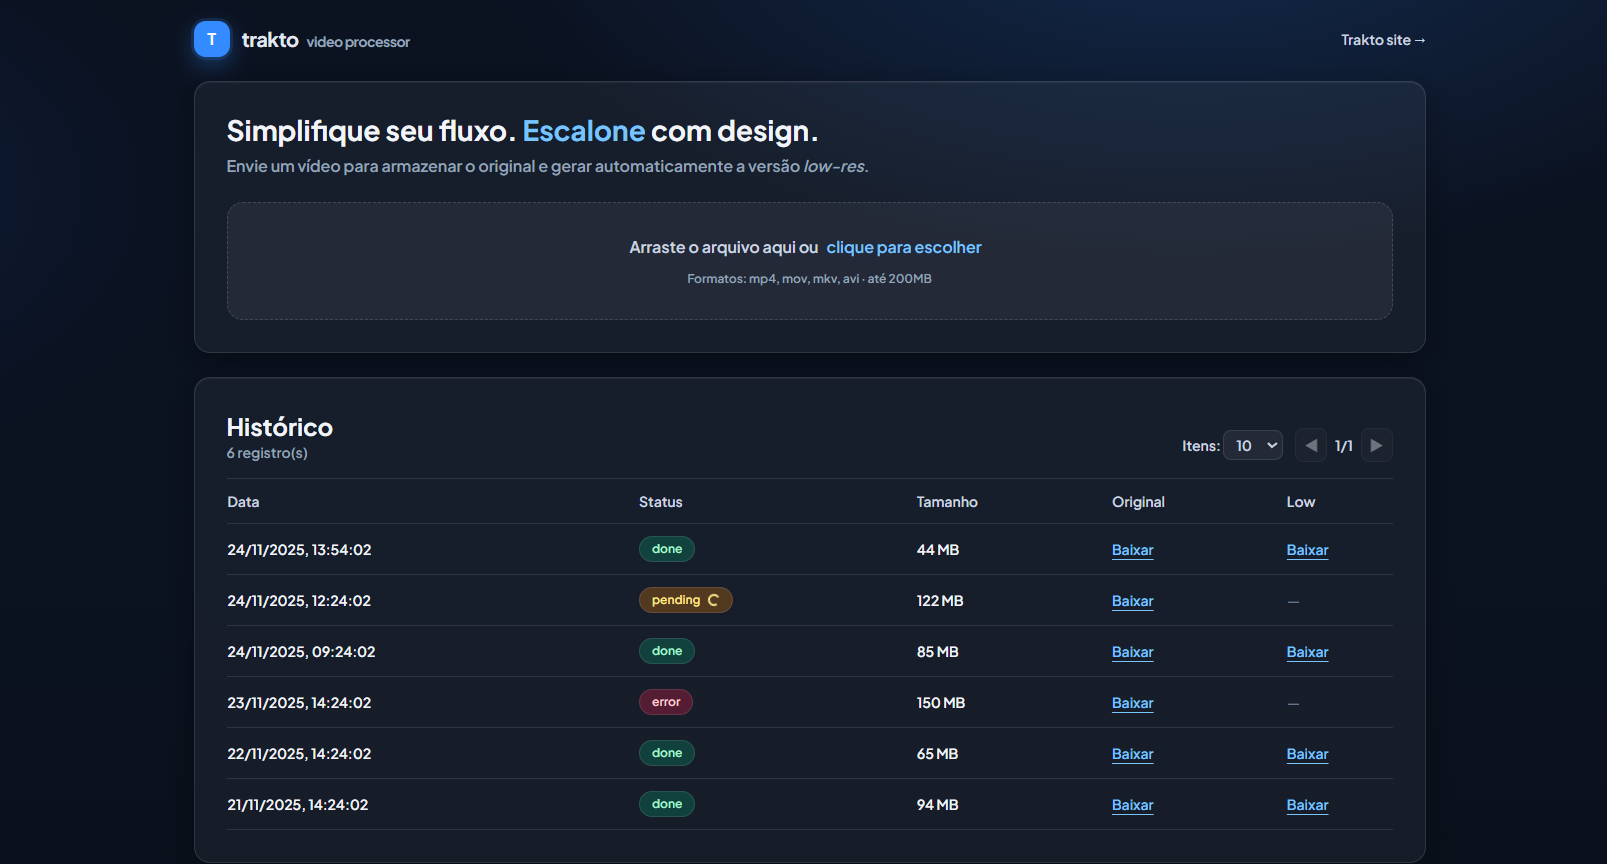 T trakto video processor Trakto site →
Simplifique seu fluxo. Escalone com design.
Envie um vídeo para armazenar o original e gerar automaticamente a versão low-res.
Arraste o arquivo aqui ou clique para escolher
Formatos: mp4, mov, mkv, avi · até 200MB
Histórico
6 registro(s)
Itens: 10 ◀ 1/1 ▶
Data Status Tamanho Original Low
24/11/2025, 13:54:02 done 44 MB Baixar Baixar
24/11/2025, 12:24:02 pending 122 MB Baixar —
24/11/2025, 09:24:02 done 85 MB Baixar Baixar
23/11/2025, 14:24:02 error 150 MB Baixar —
22/11/2025, 14:24:02 done 65 MB Baixar Baixar
21/11/2025, 14:24:02 done 94 MB Baixar Baixar